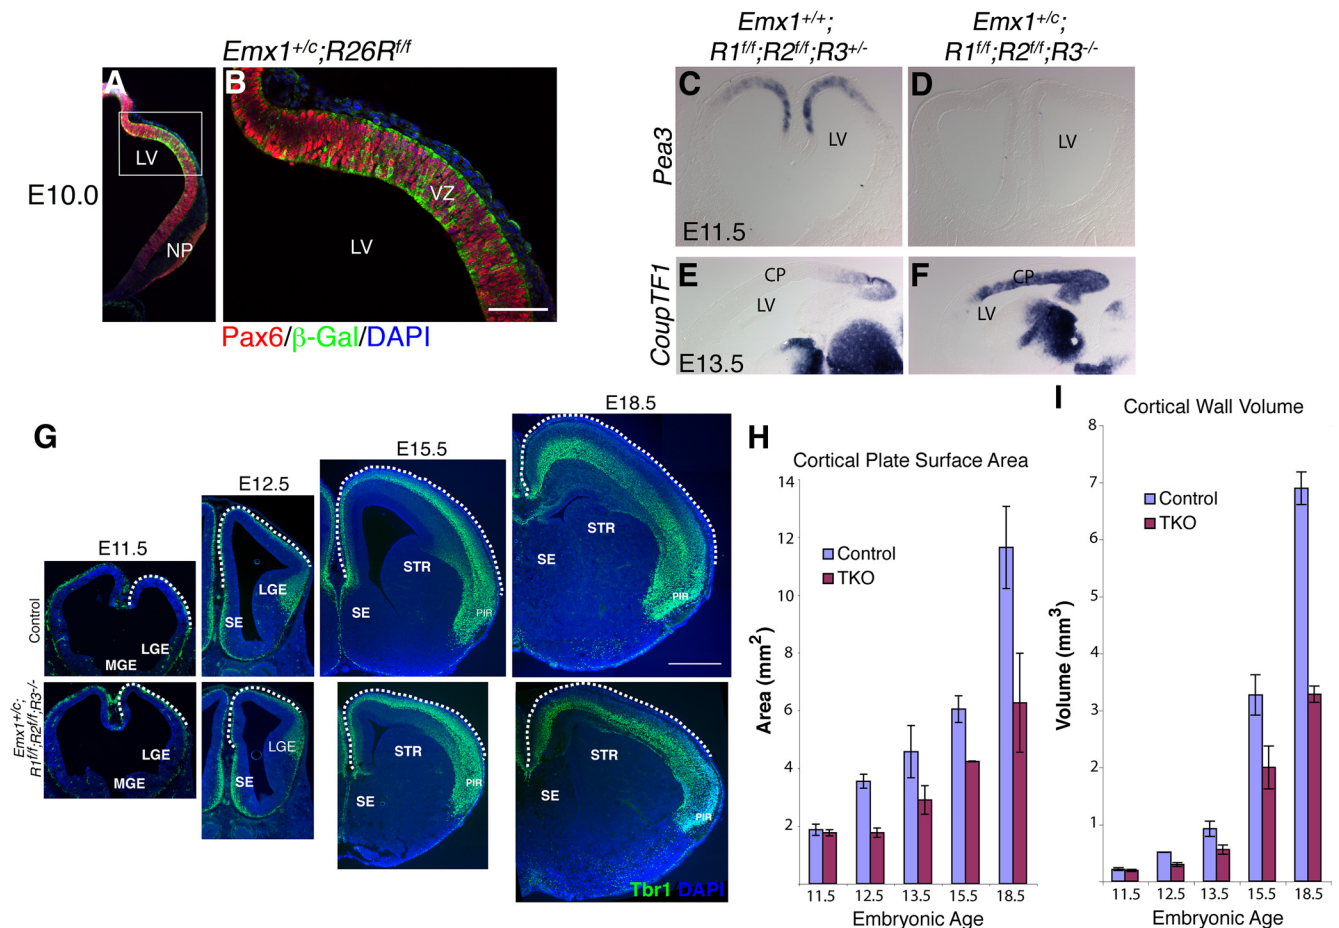 Emx1+/c;R26Rf/f
Emx1+/+;
R1f/f;R2f/f;R3+/-
Emx1+/c;
R1f/f;R2f/f;R3-/-
A
LV
NP
E10.0
B
VZ
LV
Pax6/β-Gal/DAPI
Pea3
C
LV
E11.5
D
LV
CoupTF1
E
CP
LV
E13.5
F
CP
LV
G
E11.5
E12.5
E15.5
E18.5
Control
LGE
MGE
LGE
SE
STR
SE
PIR
STR
SE
PIR
Emx1+/c;
R1f/f;R2f/f;R3-/-
LGE
MGE
LGE
SE
STR
SE
PIR
STR
SE
PIR
Tbr1 DAPI
H
Cortical Plate Surface Area
Area (mm²)
14
12
10
8
6
4
2
Control
TKO
11.5 12.5 13.5 15.5 18.5
Embryonic Age
I
Cortical Wall Volume
Volume (mm³)
8
7
6
5
4
3
2
1
Control
TKO
11.5 12.5 13.5 15.5 18.5
Embryonic Age